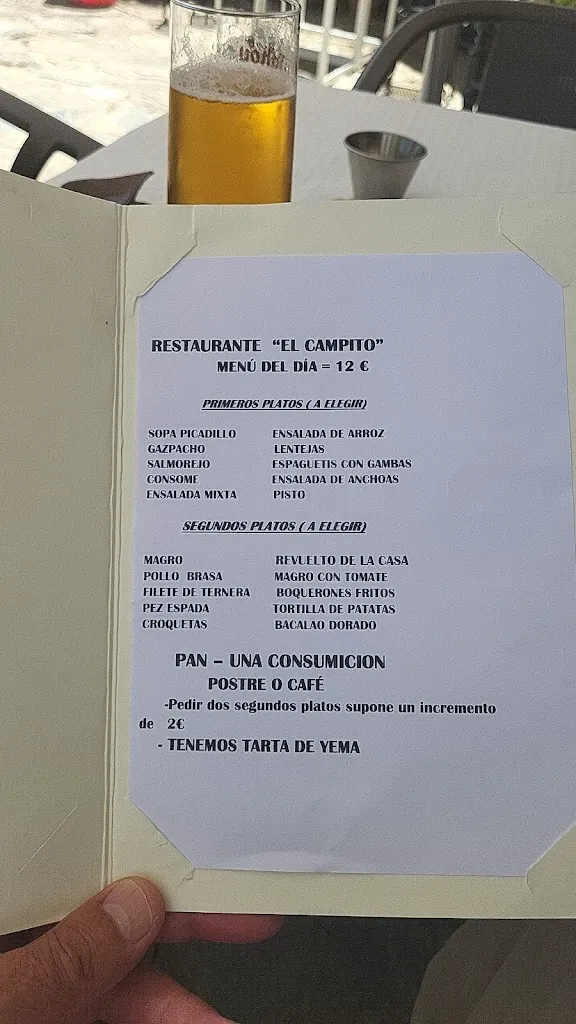 RESTAURANTE "EL CAMPITO"
MENÚ DEL DÍA = 12 €
PRIMEROS PLATOS ( A ELEGIR)
SOPA PICADILLO ENSALADA DE ARROZ
GAZPACHO LENTEJAS
SALMOREJO ESPAGUETIS CON GAMBAS
CONSOME ENSALADA DE ANCHOAS
ENSALADA MIXTA PISTO
SEGUNDOS PLATOS ( A ELEGIR)
MAGRO REVUELTO DE LA CASA
POLLO BRASA MAGRO CON TOMATE
FILETE DE TERNERA BOQUERONES FRITOS
PEZ ESPADA TORTILLA DE PATATAS
CROQUETAS BACALAO DORADO
PAN – UNA CONSUMICION
POSTRE O CAFÉ
-Pedir dos segundos platos supone un incremento
de 2€
- TENEMOS TARTA DE YEMA